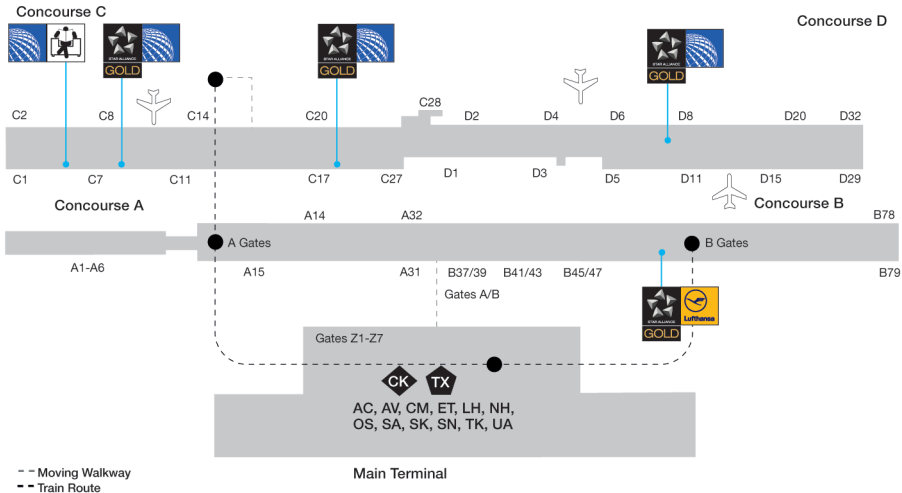 Concourse C
Concourse D
STAR ALLIANCE
GOLD
STAR ALLIANCE
GOLD
STAR ALLIANCE
GOLD
C2
C8
C14
C20
C28
D2
D4
D6
D8
D20
D32
C1
C7
C11
C17
C27
D1
D3
D5
D11
D15
D29
Concourse A
Concourse B
A14
A32
B78
A Gates
B Gates
A1-A6
A15
A31
B37/39
B41/43
B45/47
B79
Gates A/B
STAR ALLIANCE
GOLD
Lufthansa
Gates Z1-Z7
CK
TX
AC, AV, CM, ET, LH, NH,
OS, SA, SK, SN, TK, UA
Main Terminal
Moving Walkway
Train Route